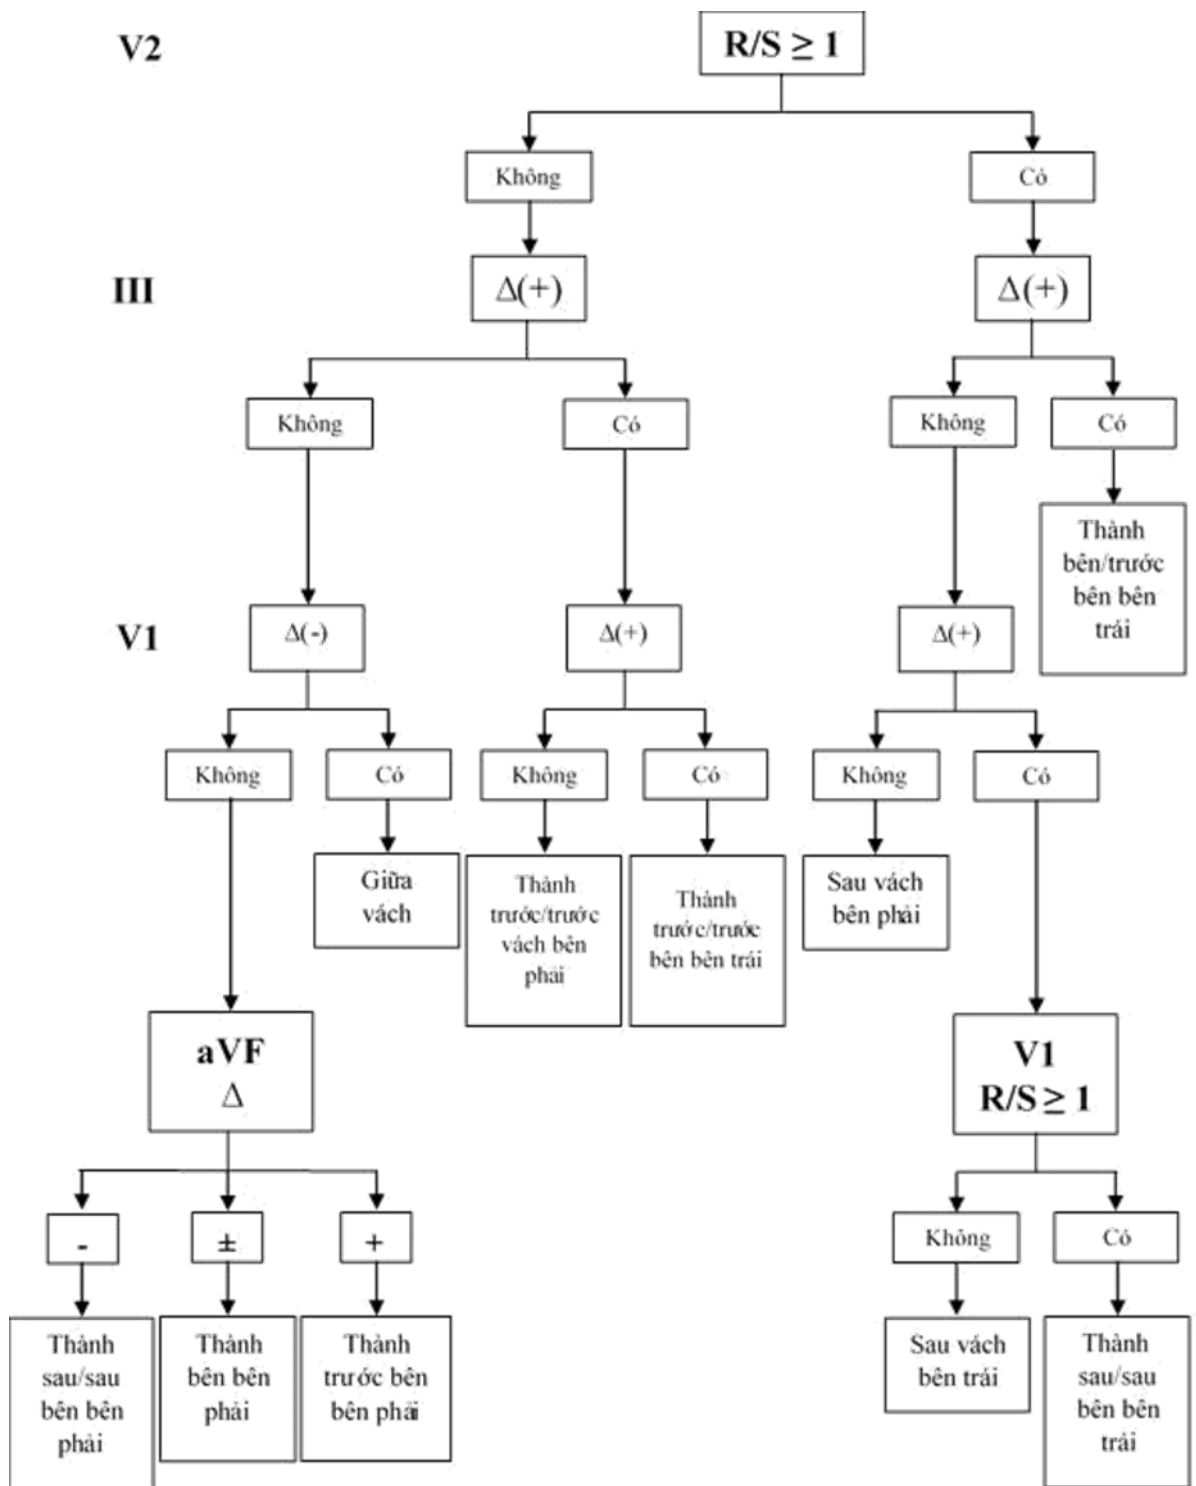 V2
R/S ≥ 1
Không
Có
III
Δ(+)
Δ(+)
Không
Có
Không
Có
Thành
bên/trước
bên bên
trái
V1
Δ(-)
Δ(+)
Δ(+)
Không
Có
Không
Có
Không
Có
Giữa
vách
Thành
trước/trước
vách bên
phải
Thành
trước/trước
bên bên trái
Sau vách
bên phải
aVF
Δ
V1
R/S ≥ 1
-
±
+
Không
Có
Thành
sau/sau
bên bên
phải
Thành
bên bên
phải
Thành
trước bên
bên phải
Sau vách
bên trái
Thành
sau/sau
bên bên
trái